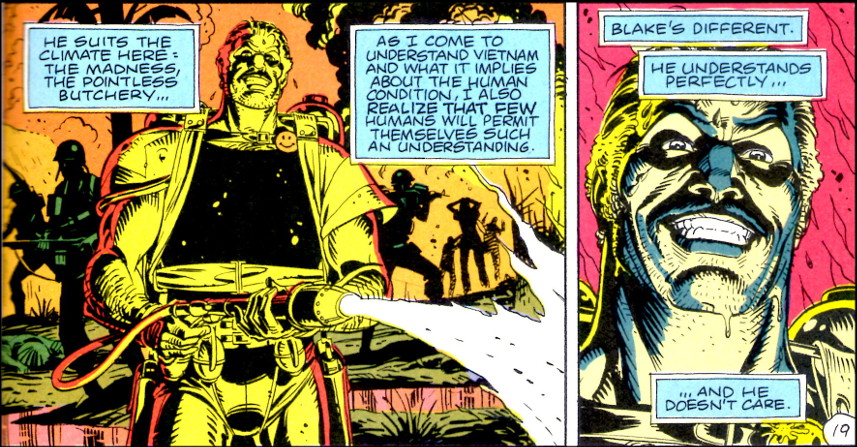 HE SUITS THE
CLIMATE HERE:
THE MADNESS,
THE POINTLESS
BUTCHERY...
AS I COME TO
UNDERSTAND VIETNAM
AND WHAT IT IMPLIES
ABOUT THE HUMAN
CONDITION, I ALSO
REALIZE THAT FEW
HUMANS WILL PERMIT
THEMSELVES SUCH
AN UNDERSTANDING.
BLAKE'S DIFFERENT.
HE UNDERSTANDS
PERFECTLY...
...AND HE
DOESN'T CARE.
19